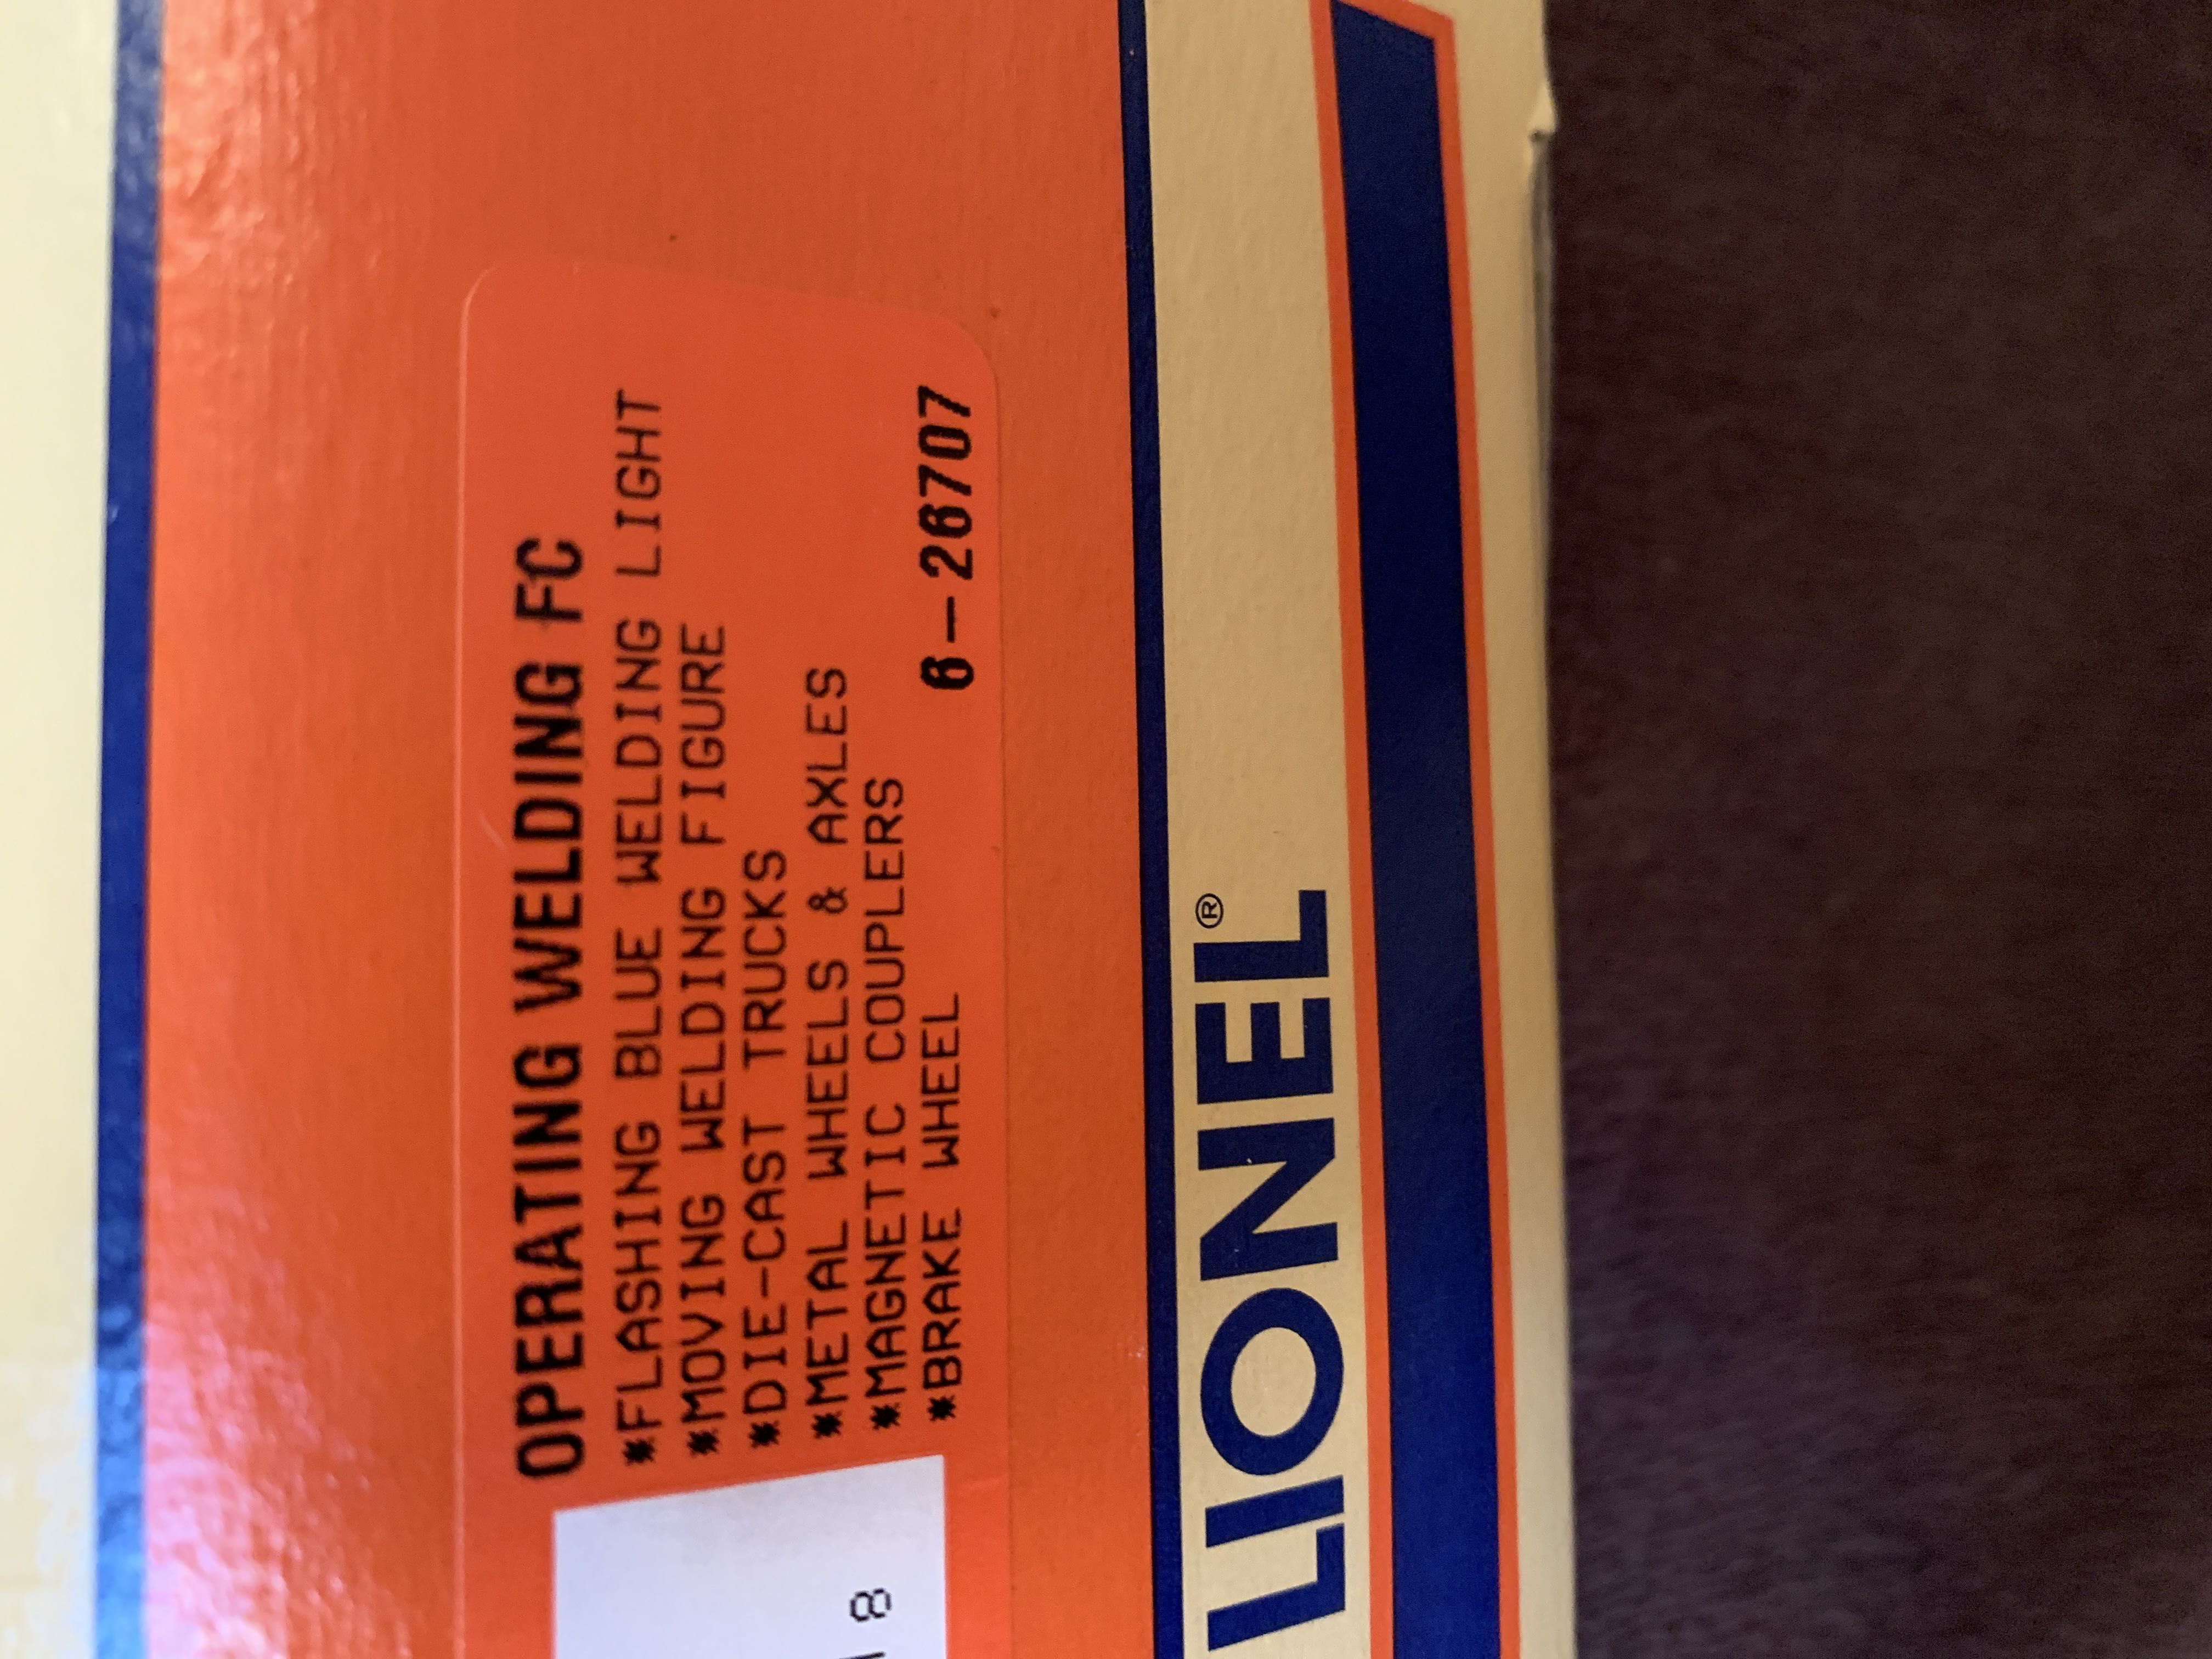 OPERATING WELDING FC
*FLASHING BLUE WELDING LIGHT
*MOVING WELDING FIGURE
*DIE-CAST TRUCKS
*METAL WHEELS & AXLES
*MAGNETIC COUPLERS
*BRAKE WHEEL
6-26707
8
LIONEL®